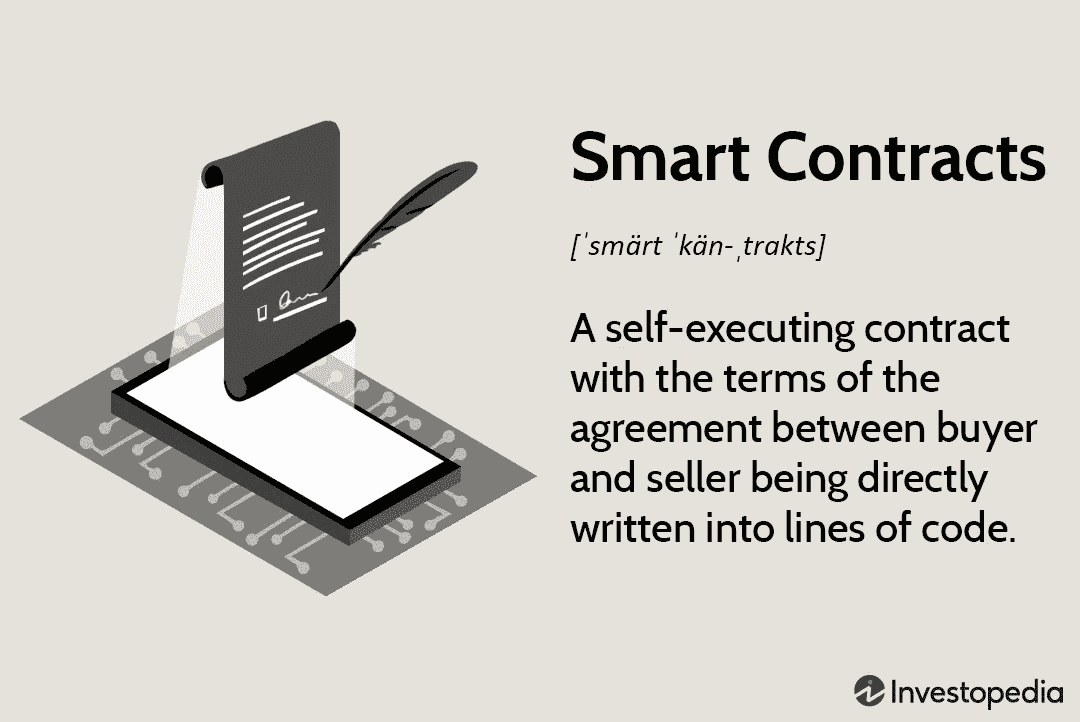 Smart Contracts
[ˈsmärt ˈkän-ˌtrakts]
A self-executing contract
with the terms of the
agreement between buyer
and seller being directly
written into lines of code.
Investopedia